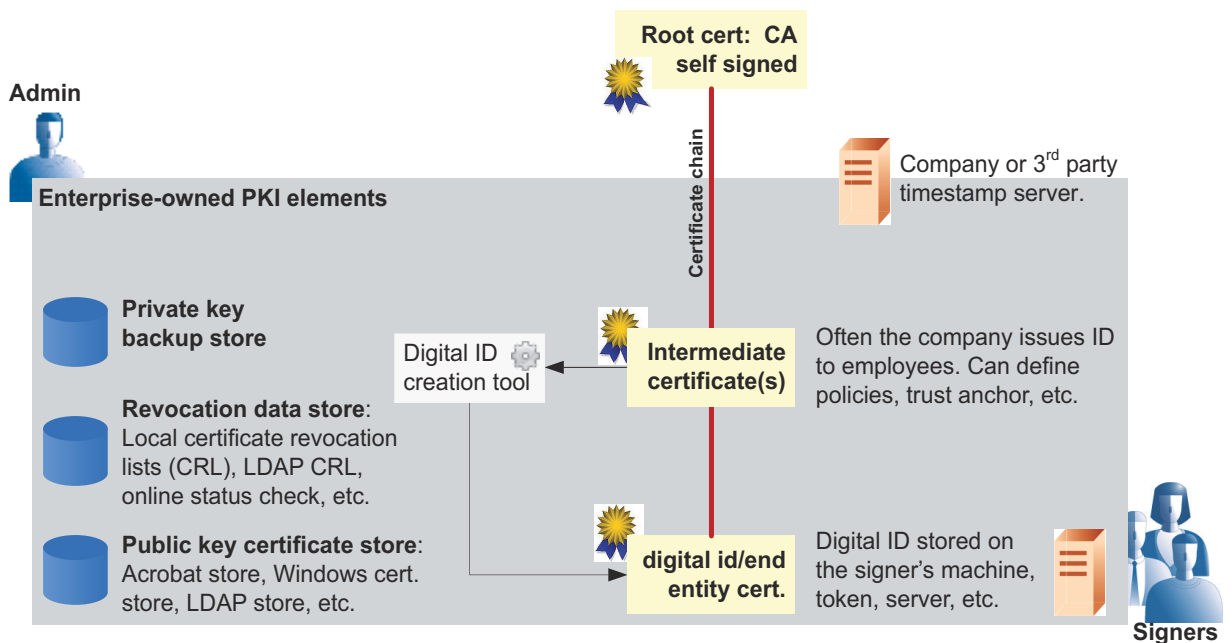 Root cert: CA
self signed
Admin
Certificate chain
Company or 3rd party
timestamp server.
Enterprise-owned PKI elements
Private key
backup store
Digital ID
creation tool
Intermediate
certificate(s)
Often the company issues ID
to employees. Can define
policies, trust anchor, etc.
Revocation data store:
Local certificate revocation
lists (CRL), LDAP CRL,
online status check, etc.
Public key certificate store:
Acrobat store, Windows cert.
store, LDAP store, etc.
digital id/end
entity cert.
Digital ID stored on
the signer’s machine,
token, server, etc.
Signers